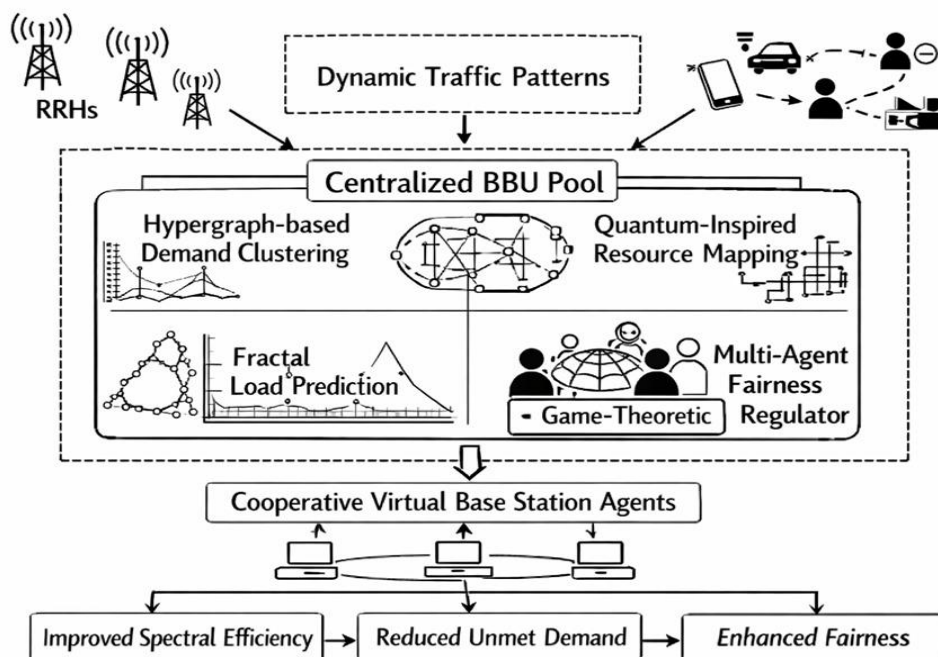 RRHs
Dynamic Traffic Patterns
Centralized BBU Pool
Hypergraph-based
Demand Clustering
Quantum-Inspired
Resource Mapping
Fractal
Load Prediction
Multi-Agent
Fairness
Regulator
- Game-Theoretic
Cooperative Virtual Base Station Agents
Improved Spectral Efficiency
Reduced Unmet Demand
Enhanced Fairness